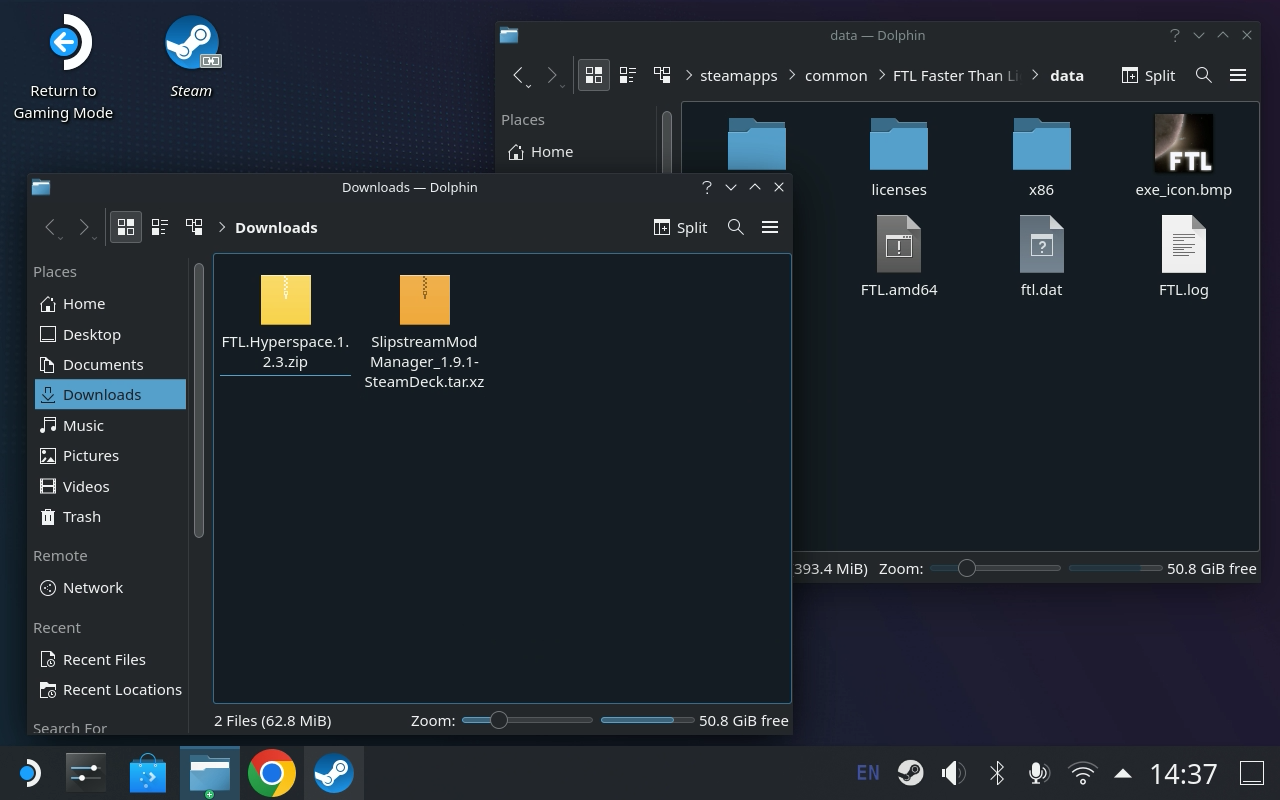 Return to
Gaming Mode
Steam
data — Dolphin
steamapps
common
FTL Faster Than Li
data
Split
Places
Home
licenses
x86
FTL
exe_icon.bmp
FTL.amd64
ftl.dat
FTL.log
393.4 MiB)
Zoom:
50.8 GiB free
Downloads — Dolphin
Downloads
Split
Places
Home
Desktop
Documents
Downloads
Music
Pictures
Videos
Trash
Remote
Network
Recent
Recent Files
Recent Locations
Search For
FTL.Hyperspace.1.
2.3.zip
SlipstreamMod
Manager_1.9.1-
SteamDeck.tar.xz
2 Files (62.8 MiB)
Zoom:
50.8 GiB free
EN
14:37